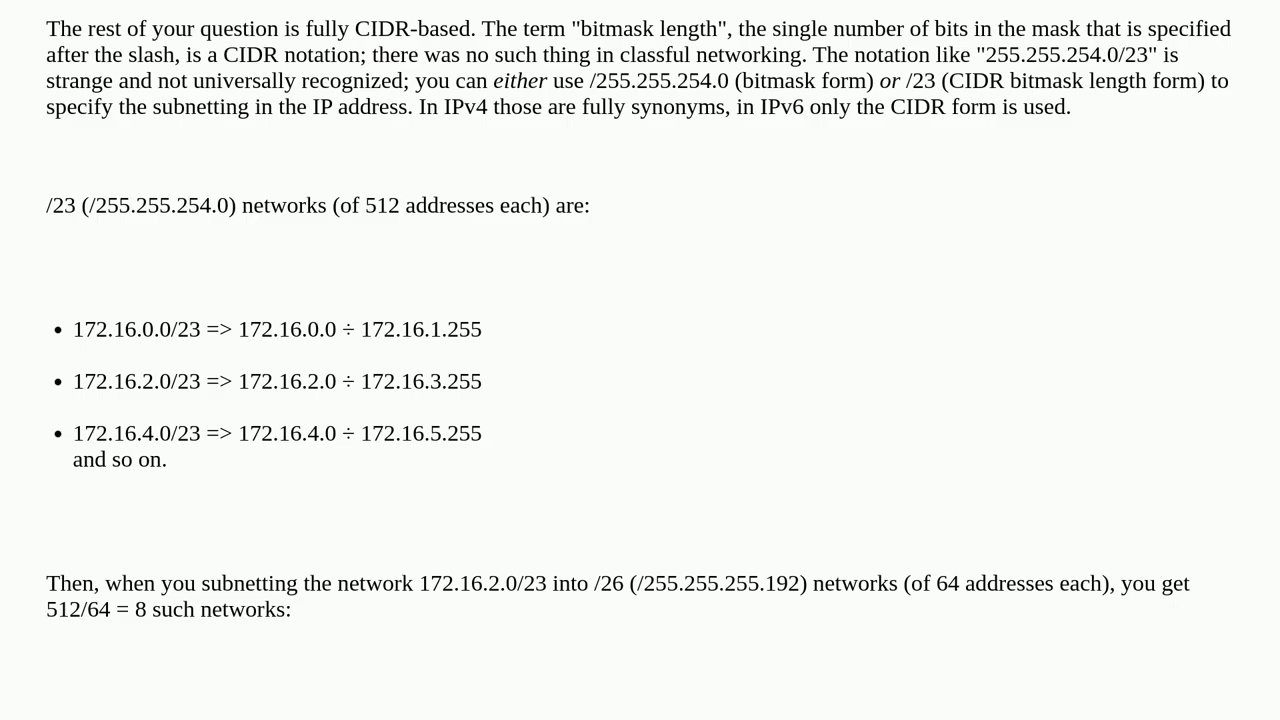 The rest of your question is fully CIDR-based. The term "bitmask length", the single number of bits in the mask that is specified
after the slash, is a CIDR notation; there was no such thing in classful networking. The notation like "255.255.254.0/23" is
strange and not universally recognized; you can either use /255.255.254.0 (bitmask form) or /23 (CIDR bitmask length form) to
specify the subnetting in the IP address. In IPv4 those are fully synonyms, in IPv6 only the CIDR form is used.
/23 (/255.255.254.0) networks (of 512 addresses each) are:
• 172.16.0.0/23 => 172.16.0.0 ÷ 172.16.1.255
• 172.16.2.0/23 => 172.16.2.0 ÷ 172.16.3.255
• 172.16.4.0/23 => 172.16.4.0 ÷ 172.16.5.255
and so on.
Then, when you subnetting the network 172.16.2.0/23 into /26 (/255.255.255.192) networks (of 64 addresses each), you get
512/64 = 8 such networks: